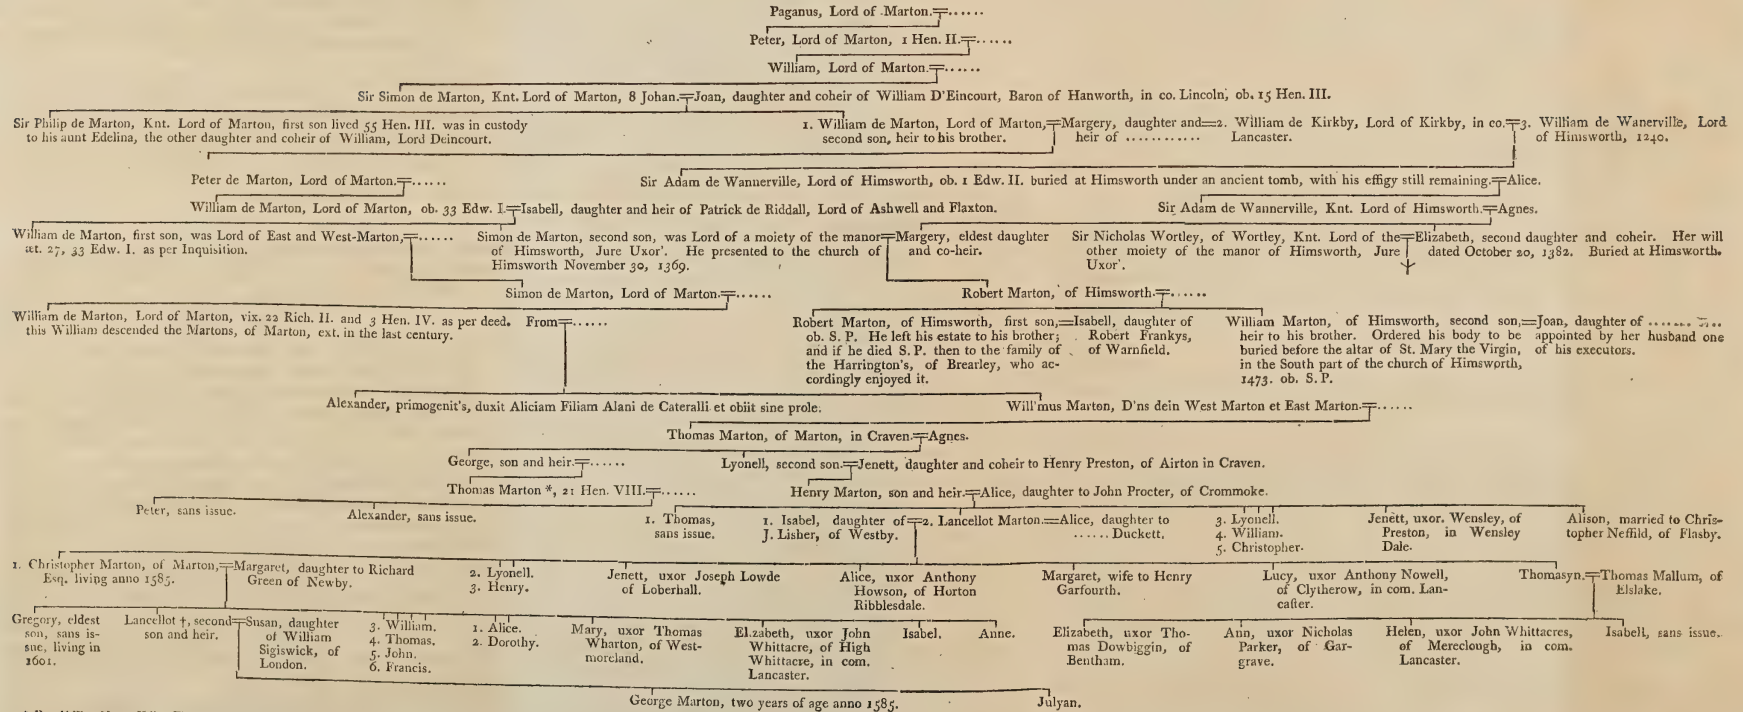 Paganus, Lord of Marton.=......
Peter, Lord of Marton, 1 Hen. II.=......
William, Lord of Marton.=......
Sir Simon de Marton, Knt. Lord of Marton, 8 Johan.=Joan, daughter and coheir of William D'Eincourt, Baron of Hanworth, in co. Lincoln, ob. 15 Hen. III.
Sir Philip de Marton, Knt. Lord of Marton, first son lived 55 Hen. III. was in custody
to his aunt Edelina, the other daughter and coheir of William, Lord Deincourt.
1. William de Marton, Lord of Marton,=
second son, heir to his brother.
Margery, daughter and=
heir of ............
2. William de Kirkby, Lord of Kirkby, in co.=
Lancaster.
3. William de Wanerville, Lord
of Himsworth, 1240.
Peter de Marton, Lord of Marton.=......
Sir Adam de Wannerville, Lord of Himsworth, ob. 1 Edw. II. buried at Himsworth under an ancient tomb, with his effigy still remaining.=Alice.
William de Marton, Lord of Marton, ob. 33 Edw. I.=Isabell, daughter and heir of Patrick de Riddall, Lord of Ashwell and Flaxton.
Sir Adam de Wannerville, Knt. Lord of Himsworth.=Agnes.
William de Marton, first son, was Lord of East and West-Marton,=......
æt. 27, 33 Edw. I. as per Inquisition.
Simon de Marton, second son, was Lord of a moiety of the manor=
of Himsworth, Jure Uxor'. He presented to the church of
Himsworth November 30, 1369.
Margery, eldest daughter
and co-heir.
Sir Nicholas Wortley, of Wortley, Knt. Lord of the=
other moiety of the manor of Himsworth, Jure
Uxor'.
Elizabeth, second daughter and coheir. Her will
dated October 20, 1382. Buried at Himsworth.
Simon de Marton, Lord of Marton.=......
Robert Marton, of Himsworth.=......
William de Marton, Lord of Marton, vix. 22 Rich. II. and 3 Hen. IV. as per deed. From=......
this William descended the Martons, of Marton, ext. in the last century.
Robert Marton, of Himsworth, first son,=
ob. S. P. He left his estate to his brother;
and if he died S. P. then to the family of
the Harrington's, of Brearley, who ac-
cordingly enjoyed it.
Isabell, daughter of
Robert Frankys,
of Warnfield.
William Marton, of Himsworth, second son,=
heir to his brother. Ordered his body to be
buried before the altar of St. Mary the Virgin,
in the South part of the church of Himsworth,
1473. ob. S. P.
Joan, daughter of ........
appointed by her husband one
of his executors.
Alexander, primogenit's, duxit Aliciam Filiam Alani de Cateralli et obiit sine prole.
Will'mus Marton, D'ns dein West Marton et East Marton.=......
Thomas Marton, of Marton, in Craven.=Agnes.
George, son and heir.=......
Lyonell, second son.=Jenett, daughter and coheir to Henry Preston, of Airton in Craven.
Thomas Marton *, 21 Hen. VIII.=......
Henry Marton, son and heir.=Alice, daughter to John Procter, of Crommoke.
Peter, sans issue.
Alexander, sans issue.
1. Thomas,
sans issue.
1. Isabel, daughter of=
J. Lisher, of Westby.
2. Lancellot Marton.=
Alice, daughter to
...... Duckett.
3. Lyonell.
4. William.
5. Christopher.
Jenett, uxor. Wensley, of
Preston, in Wensley
Dale.
Alison, married to Chris-
topher Neffild, of Flasby.
1. Christopher Marton, of Marton,=
Esq. living anno 1585.
Margaret, daughter to Richard
Green of Newby.
2. Lyonell.
3. Henry.
Jenett, uxor Joseph Lowde
of Loberhall.
Alice, uxor Anthony
Howson, of Horton
Ribblesdale.
Margaret, wife to Henry
Garfourth.
Lucy, uxor Anthony Nowell,
of Clytherow, in com. Lan-
caster.
Thomasyn.=
Thomas Mallum, of
Elslake.
Gregory, eldest
son, sans is-
sue, living in
1601.
Lancellot †, second=
son and heir.
Susan, daughter
of William
Sigiswick, of
London.
3. William.
4. Thomas.
5. John.
6. Francis.
1. Alice.
2. Dorothy.
Mary, uxor Thomas
Wharton, of West-
moreland.
Elizabeth, uxor John
Whittacre, of High
Whittacre, in com.
Lancaster.
Isabel.
Anne.
Elizabeth, uxor Tho-
mas Dowbiggin, of
Bentham.
Ann, uxor Nicholas
Parker, of Gar-
grave.
Helen, uxor John Whittacres,
of Mereclough, in com.
Lancaster.
Isabell, sans issue.
George Marton, two years of age anno 1585.
Julyan.